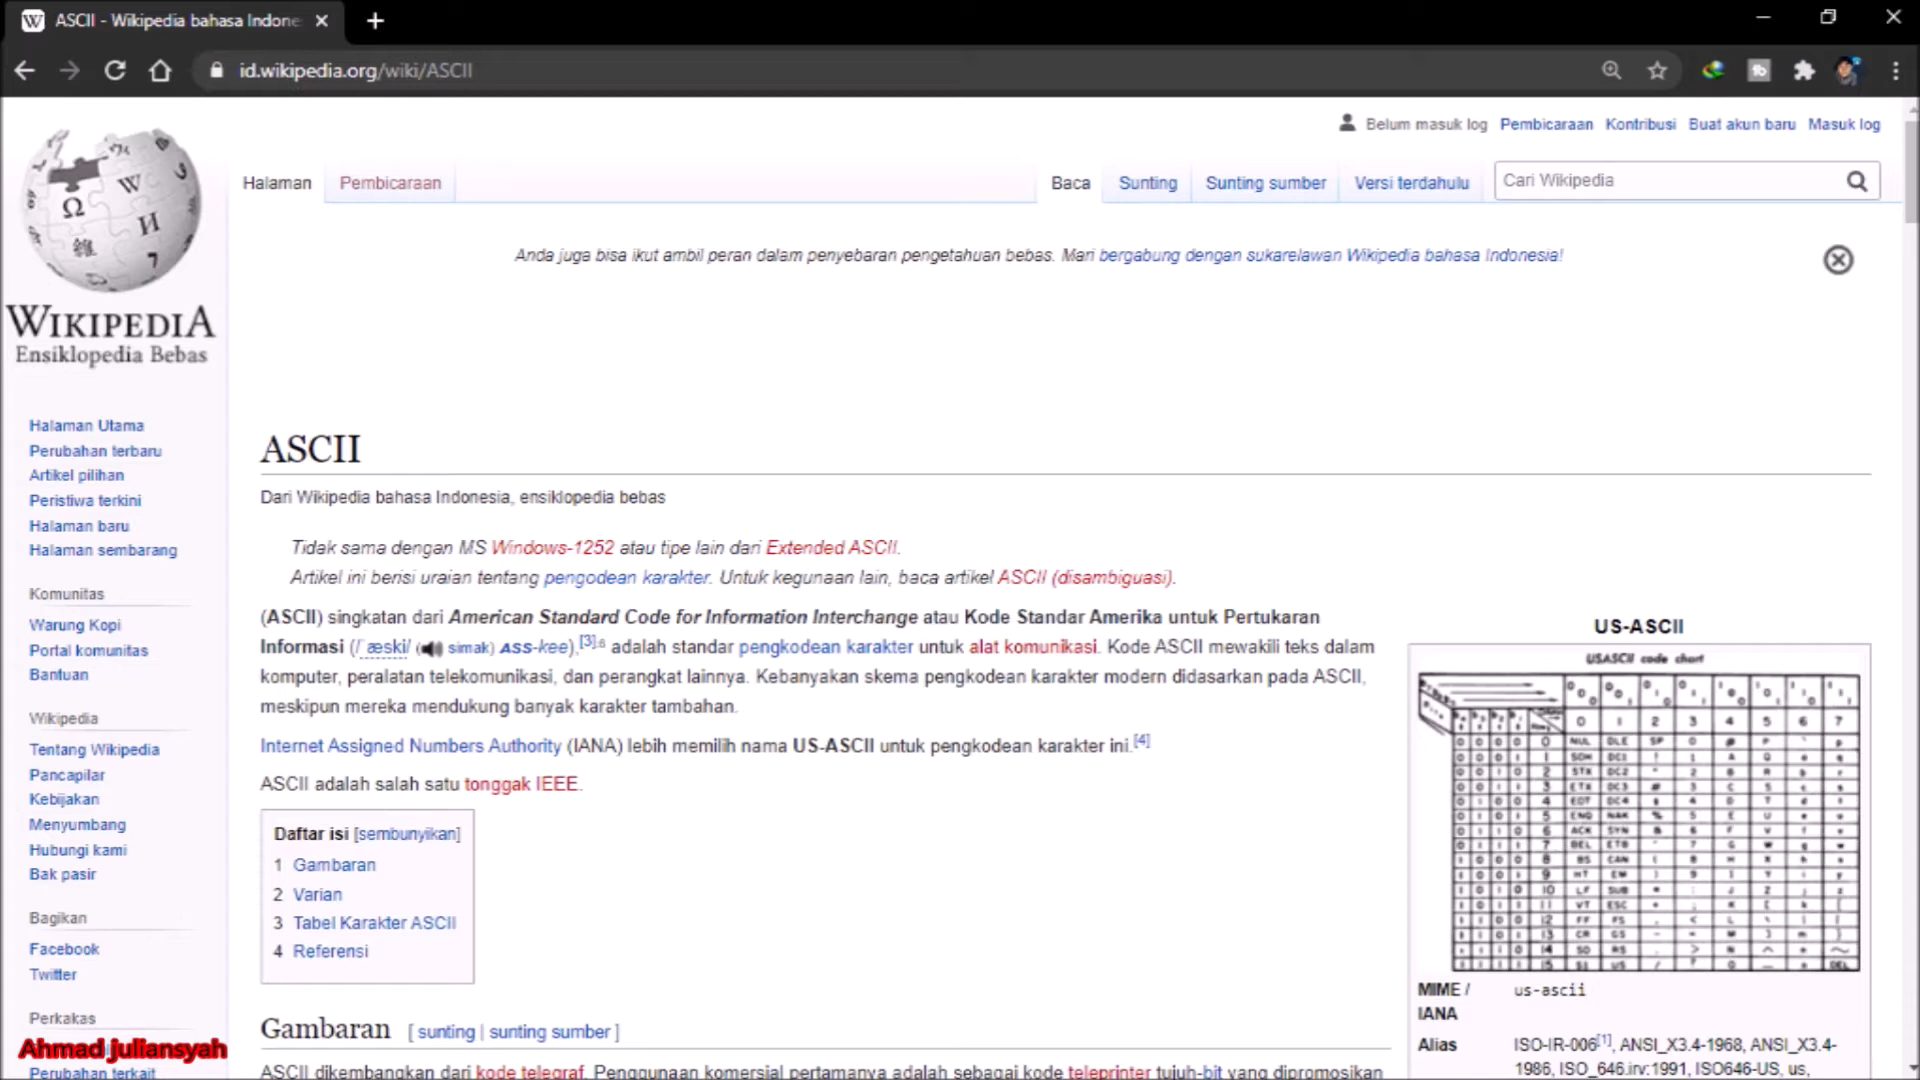 ASCII - Wikipedia bahasa Indone
id.wikipedia.org/wiki/ASCII
Belum masuk log Pembicaraan Kontribusi Buat akun baru Masuk log
Halaman Pembicaraan Baca Sunting Sunting sumber Versi terdahulu Cari Wikipedia
Anda juga bisa ikut ambil peran dalam penyebaran pengetahuan bebas. Mari bergabung dengan sukarelawan Wikipedia bahasa Indonesia!
WIKIPEDIA
Ensiklopedia Bebas
Halaman Utama
Perubahan terbaru
Artikel pilihan
Peristiwa terkini
Halaman baru
Halaman sembarang
Komunitas
Warung Kopi
Portal komunitas
Bantuan
Wikipedia
Tentang Wikipedia
Pancapilar
Kebijakan
Menyumbang
Hubungi kami
Bak pasir
Bagikan
Facebook
Twitter
Perkakas
Ahmad juliansyah
Perubahan terkait
ASCII
Dari Wikipedia bahasa Indonesia, ensiklopedia bebas
Tidak sama dengan MS Windows-1252 atau tipe lain dari Extended ASCII.
Artikel ini berisi uraian tentang pengodean karakter. Untuk kegunaan lain, baca artikel ASCII (disambiguasi).
(ASCII) singkatan dari American Standard Code for Information Interchange atau Kode Standar Amerika untuk Pertukaran
Informasi (/ˈæski/ (simak) ASS-kee),[3]:6 adalah standar pengkodean karakter untuk alat komunikasi. Kode ASCII mewakili teks dalam
komputer, peralatan telekomunikasi, dan perangkat lainnya. Kebanyakan skema pengkodean karakter modern didasarkan pada ASCII,
meskipun mereka mendukung banyak karakter tambahan.
Internet Assigned Numbers Authority (IANA) lebih memilih nama US-ASCII untuk pengkodean karakter ini.[4]
ASCII adalah salah satu tonggak IEEE.
Daftar isi [sembunyikan]
1 Gambaran
2 Varian
3 Tabel Karakter ASCII
4 Referensi
Gambaran [ sunting | sunting sumber ]
ASCII dikembangkan dari kode telegraf. Penggunaan komersial pertamanya adalah sebagai kode teleprinter tujuh-bit yang dipromosikan
US-ASCII
USASCII code chart
0 1 2 3 4 5 6 7
MIME / us-ascii
IANA
Alias ISO-IR-006[1], ANSI_X3.4-1968, ANSI_X3.4-
1986, ISO_646.irv:1991, ISO646-US, us,